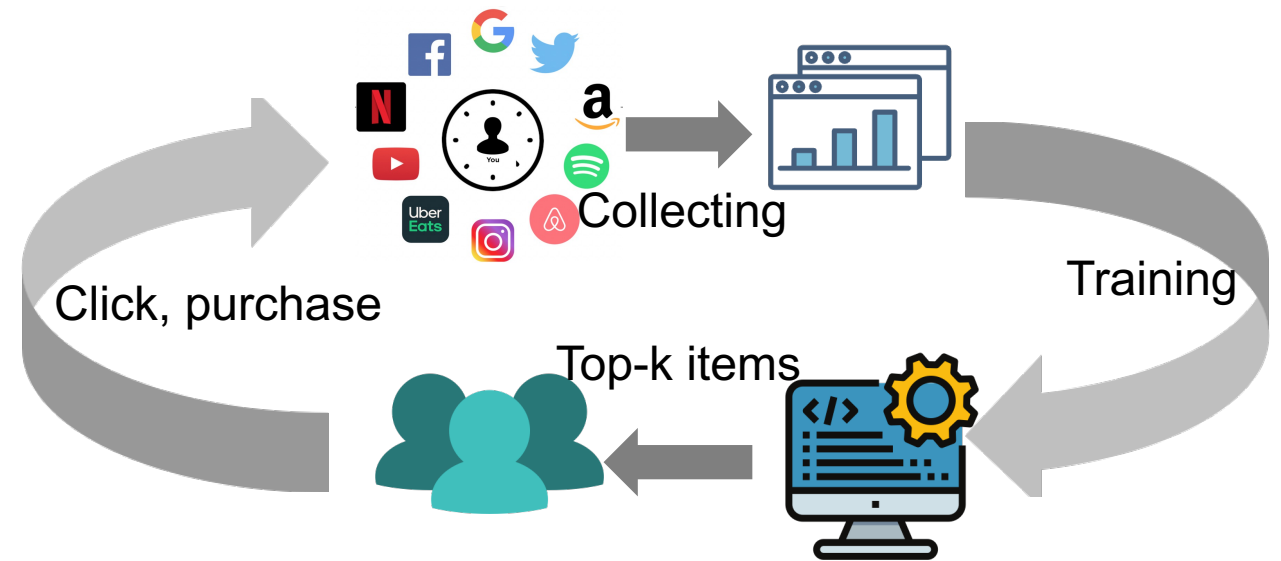 a
N
You
Uber
Eats
Collecting
Training
Click, purchase
Top-k items
</>